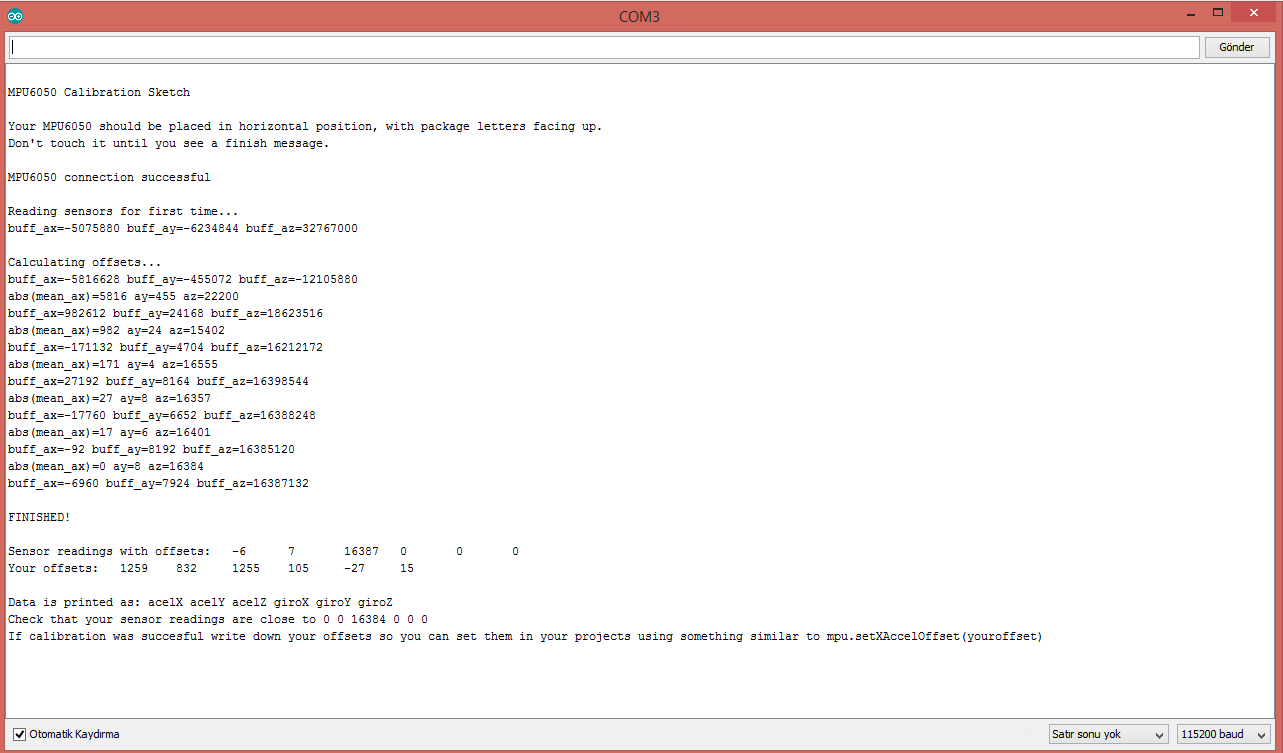 COM3
Gönder
MPU6050 Calibration Sketch
Your MPU6050 should be placed in horizontal position, with package letters facing up.
Don't touch it until you see a finish message.
MPU6050 connection successful
Reading sensors for first time...
buff_ax=-5075880 buff_ay=-6234844 buff_az=32767000
Calculating offsets...
buff_ax=-5816628 buff_ay=-455072 buff_az=-12105880
abs(mean_ax)=5816 ay=455 az=22200
buff_ax=982612 buff_ay=24168 buff_az=18623516
abs(mean_ax)=982 ay=24 az=15402
buff_ax=-171132 buff_ay=4704 buff_az=16212172
abs(mean_ax)=171 ay=4 az=16555
buff_ax=27192 buff_ay=8164 buff_az=16398544
abs(mean_ax)=27 ay=8 az=16357
buff_ax=-17760 buff_ay=6652 buff_az=16388248
abs(mean_ax)=17 ay=6 az=16401
buff_ax=-92 buff_ay=8192 buff_az=16385120
abs(mean_ax)=0 ay=8 az=16384
buff_ax=-6960 buff_ay=7924 buff_az=16387132
FINISHED!
Sensor readings with offsets: -6 7 16387 0 0 0
Your offsets: 1259 832 1255 105 -27 15
Data is printed as: acelX acelY acelZ giroX giroY giroZ
Check that your sensor readings are close to 0 0 16384 0 0 0
If calibration was succesful write down your offsets so you can set them in your projects using something similar to mpu.setXAccelOffset(youroffset)
Otomatik Kaydırma
Satır sonu yok
115200 baud